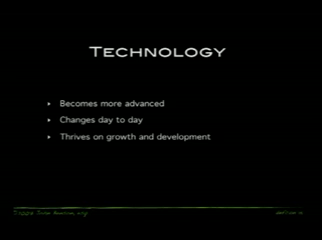 TECHNOLOGY
Becomes more advanced
Changes day to day
Thrives on growth and development